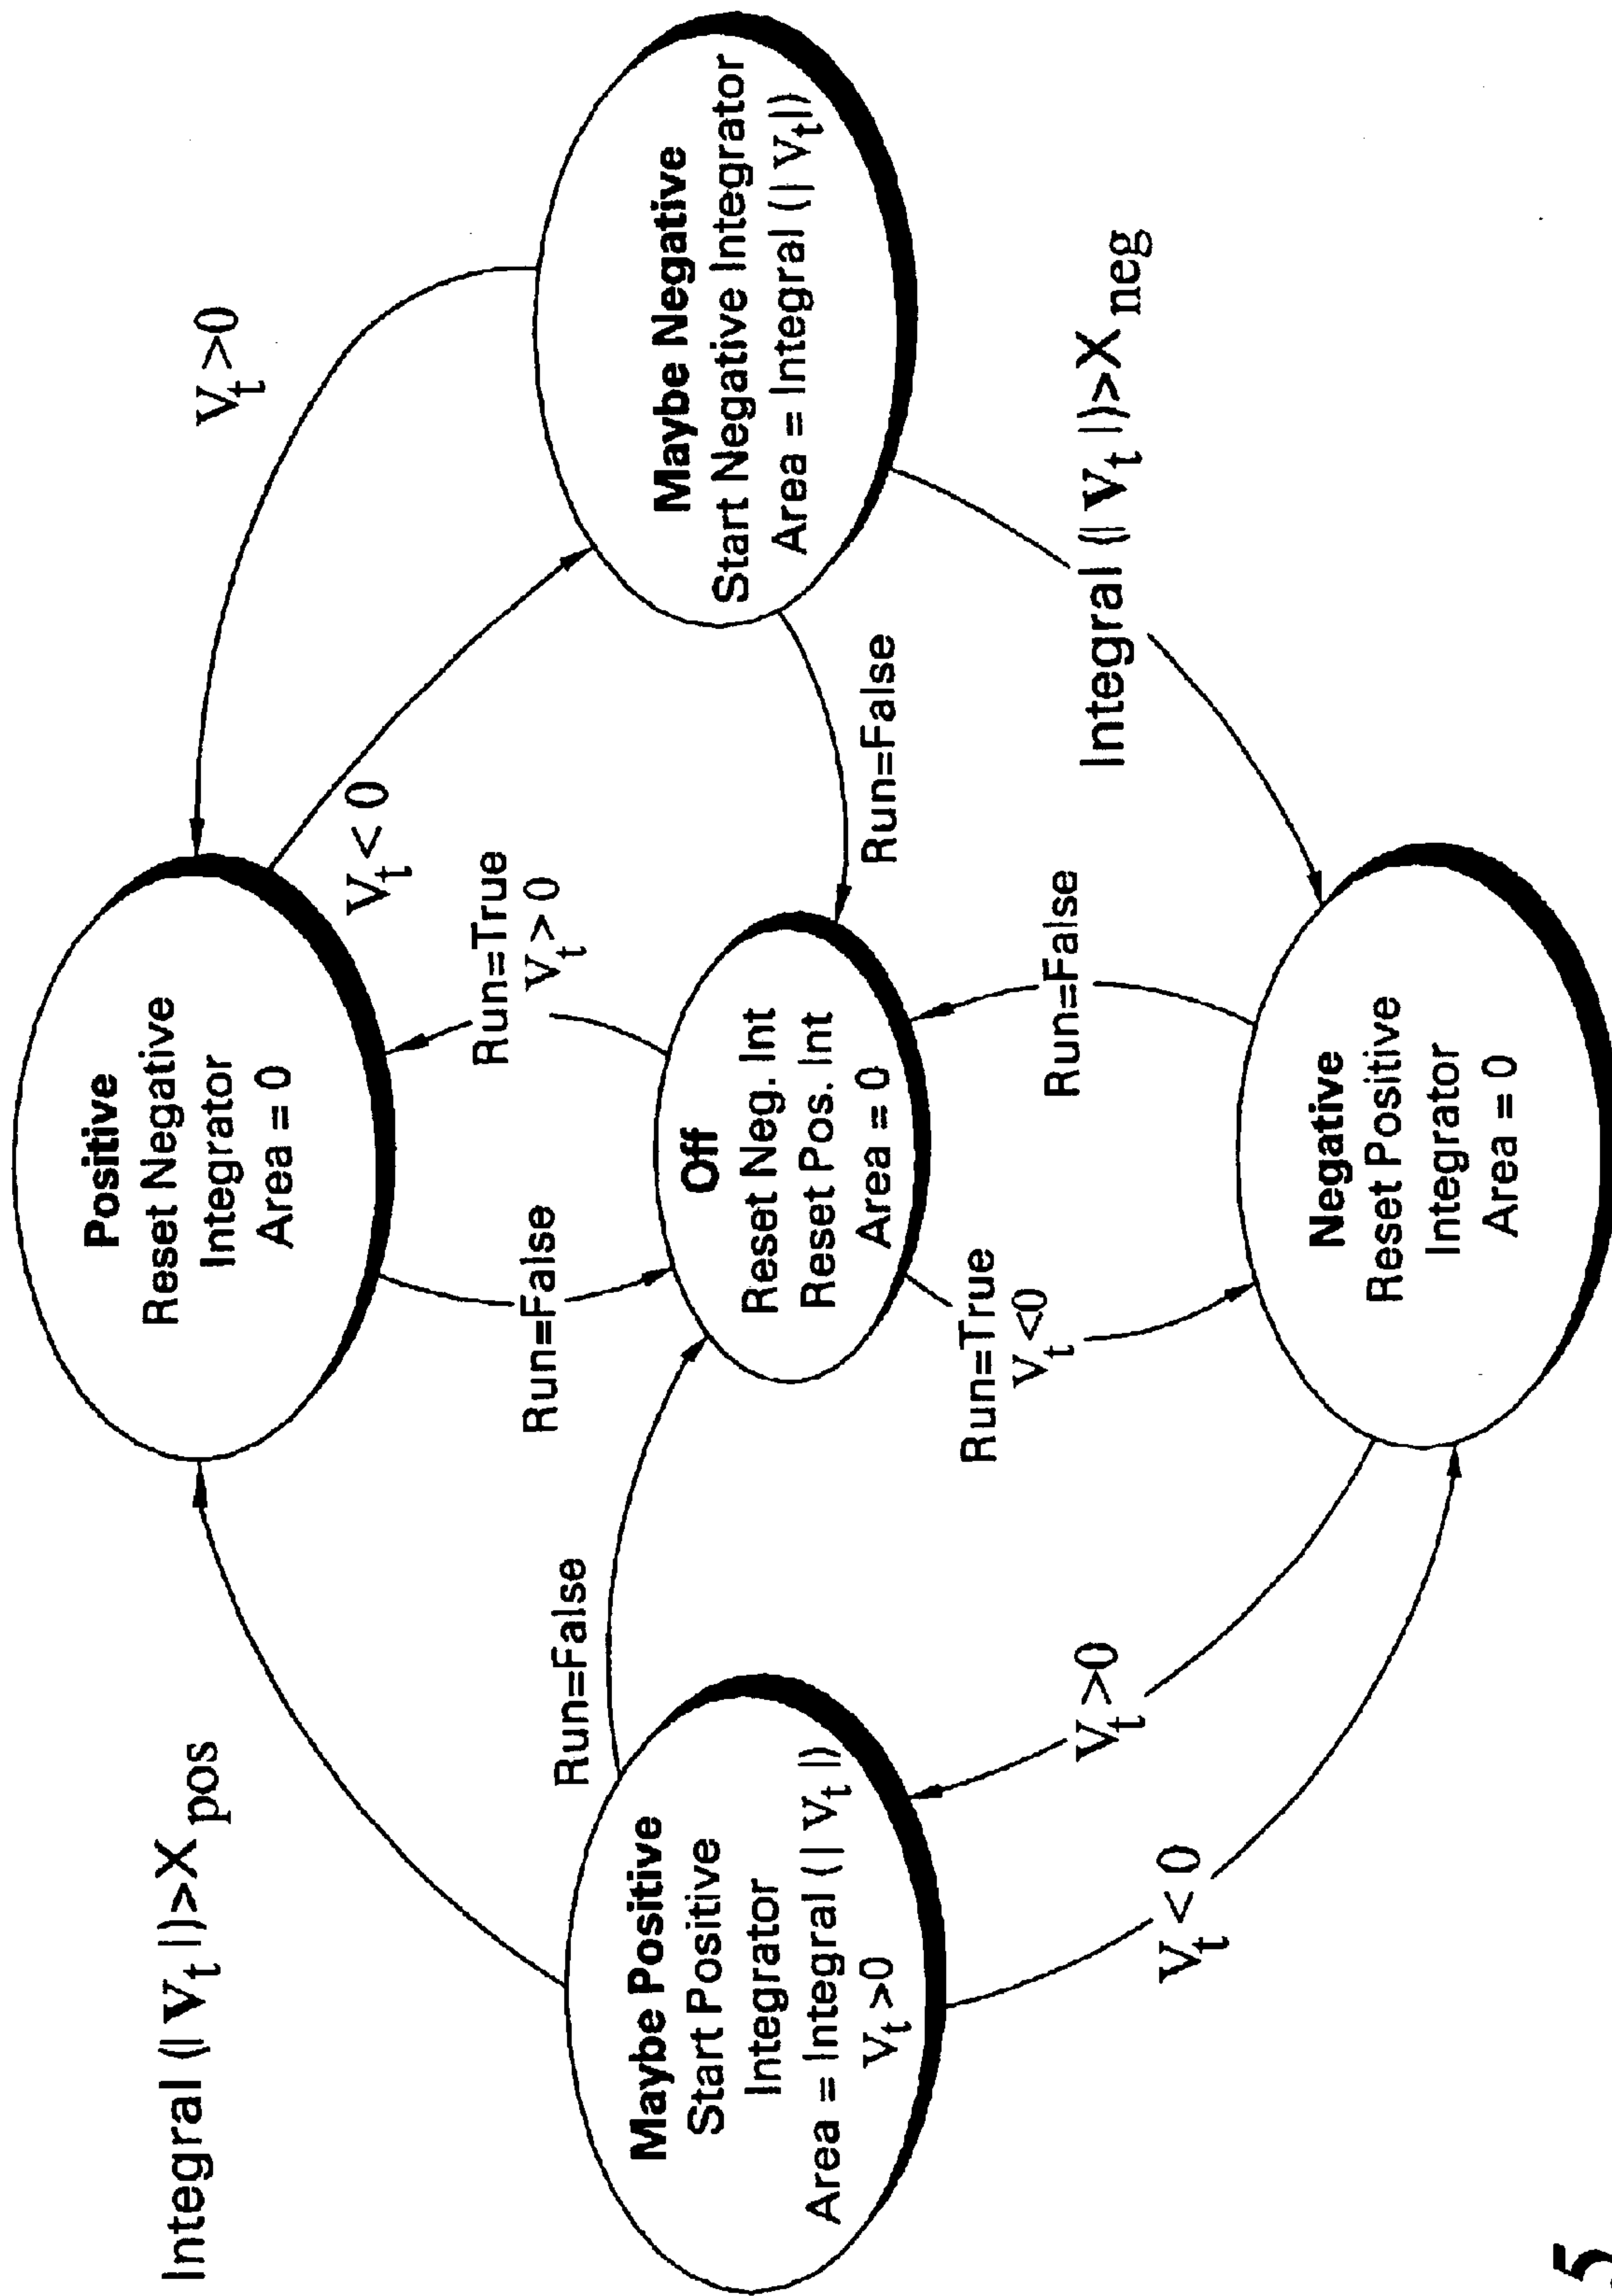 Integral (| Vt |)>Xpos
Vt>0
Positive
Reset Negative
Integrator
Area = 0
Vt < 0
Run=False
Run=True
Vt > 0
Run=False
Maybe Positive
Start Positive
Integrator
Area = Integral (| Vt |)
Vt >0
Off
Reset Neg. Int
Reset Pos. Int
Area = 0
Maybe Negative
Start Negative Integrator
Area = Integral (| Vt |)
Run=False
Run=True
Vt <0
Run=False
Integral (| Vt |)>Xneg
Vt >0
Vt < 0
Negative
Reset Positive
Integrator
Area = 0
5